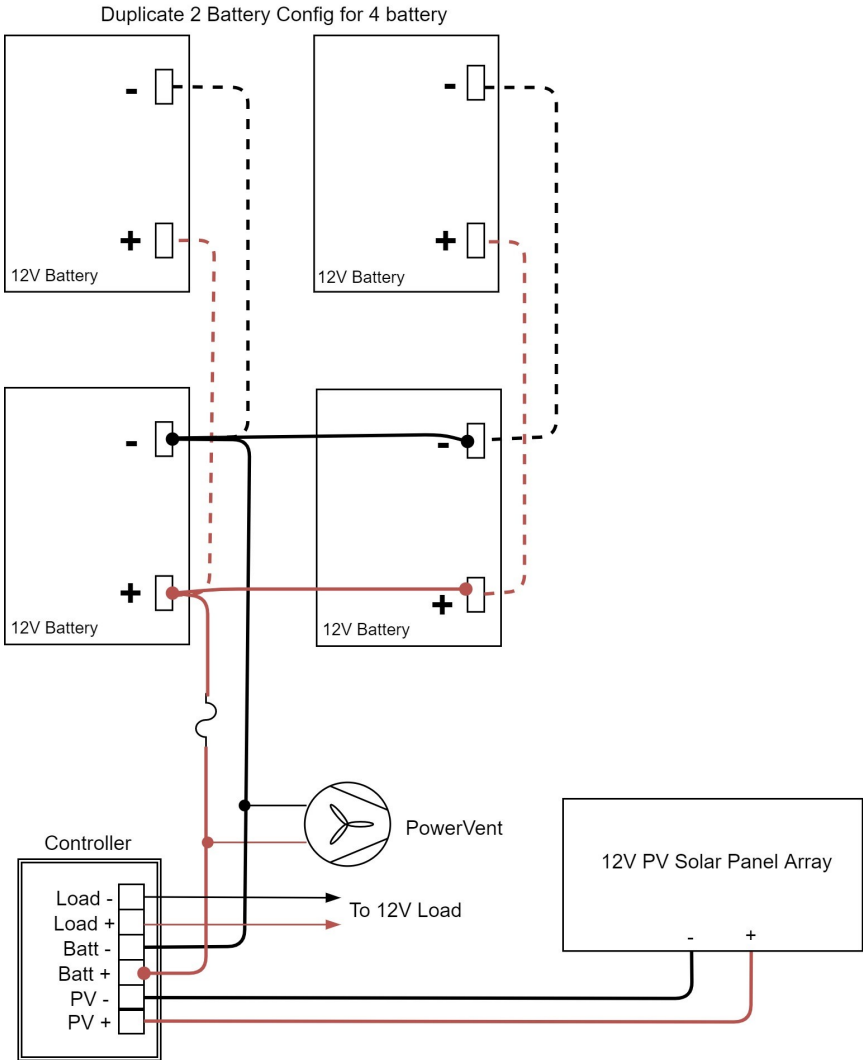 Duplicate 2 Battery Config for 4 battery
-
+
12V Battery
-
+
12V Battery
-
+
12V Battery
-
+
12V Battery
PowerVent
Controller
Load -
Load +
Batt -
Batt +
PV -
PV +
To 12V Load
12V PV Solar Panel Array
- +